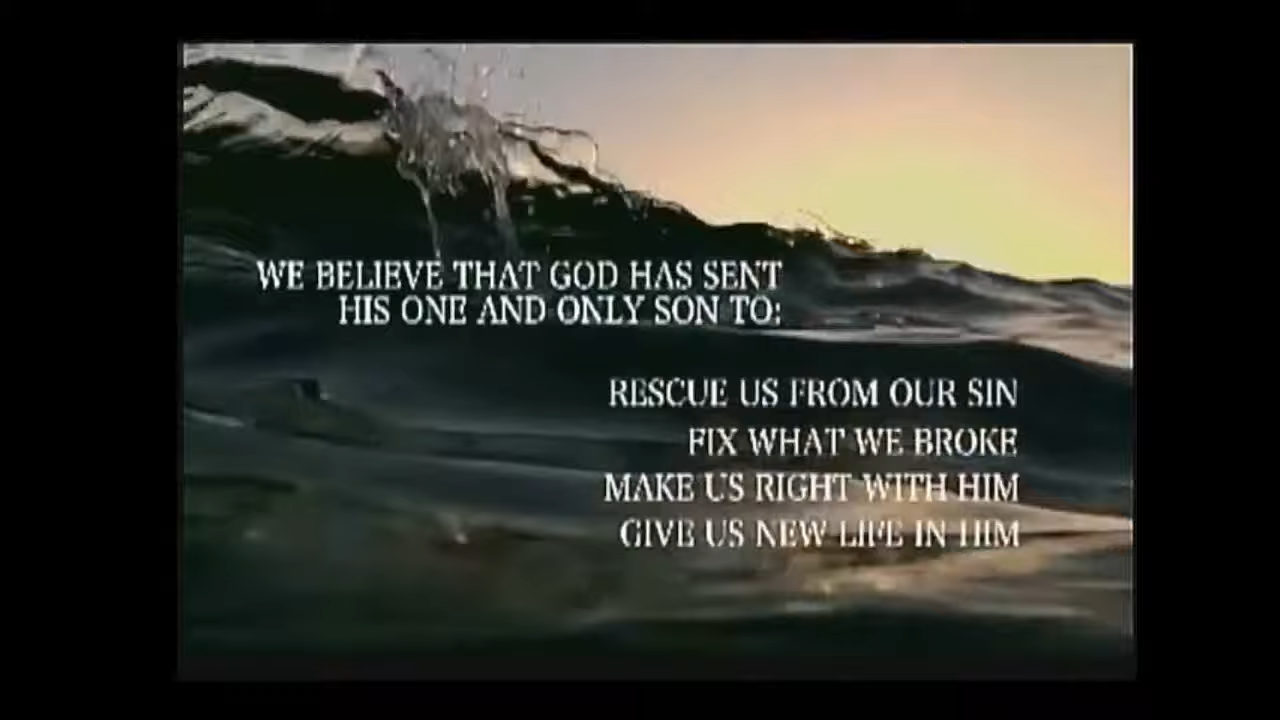 WE BELIEVE THAT GOD HAS SENT
HIS ONE AND ONLY SON TO:
RESCUE US FROM OUR SIN
FIX WHAT WE BROKE
MAKE US RIGHT WITH HIM
GIVE US NEW LIFE IN HIM